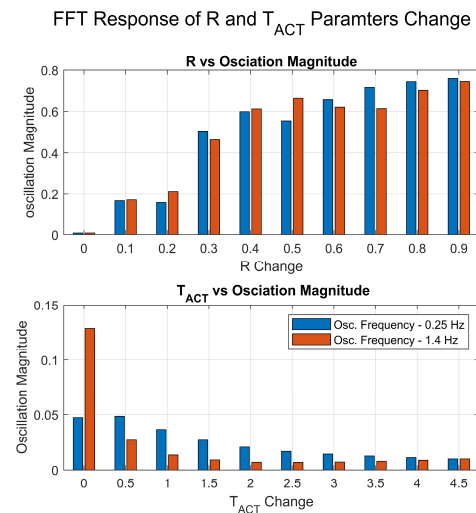 FFT Response of R and T_ACT Paramters Change
R vs Osciation Magnitude
oscillation Magnitude
0.8
0.6
0.4
0.2
0
0 0.1 0.2 0.3 0.4 0.5 0.6 0.7 0.8 0.9
R Change
T_ACT vs Osciation Magnitude
Oscillation Magnitude
0.15
0.1
0.05
0
Osc. Frequency - 0.25 Hz
Osc. Frequency - 1.4 Hz
0 0.5 1 1.5 2 2.5 3 3.5 4 4.5
T_ACT Change